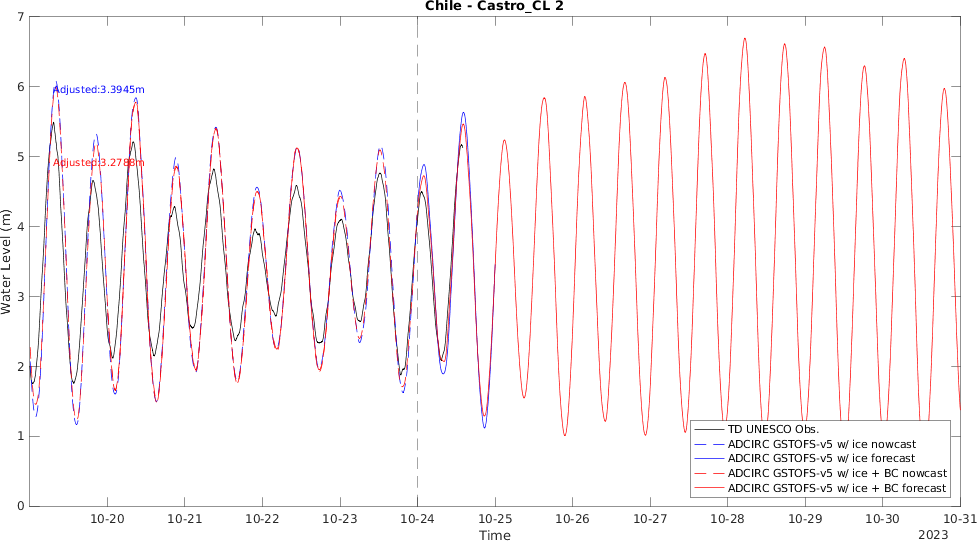 Chile - Castro_CL 2
7
6
5
4
3
2
1
0
Water Level (m)
Adjusted:3.3945m
Adjusted:3.2788m
TD UNESCO Obs.
ADCIRC GSTOFS-v5 w/ ice nowcast
ADCIRC GSTOFS-v5 w/ ice forecast
ADCIRC GSTOFS-v5 w/ ice + BC nowcast
ADCIRC GSTOFS-v5 w/ ice + BC forecast
10-20 10-21 10-22 10-23 10-24 10-25 10-26 10-27 10-28 10-29 10-30 10-31
Time
2023